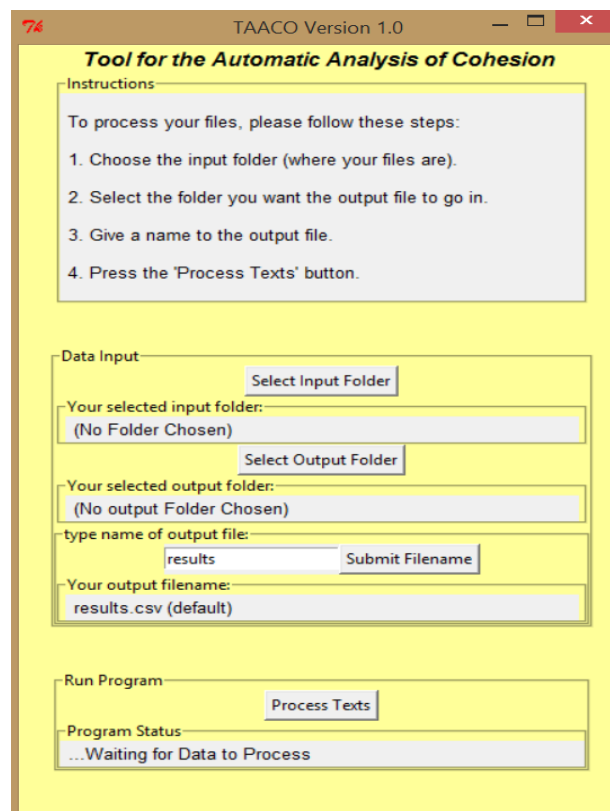 TAACO Version 1.0
Tool for the Automatic Analysis of Cohesion
Instructions
To process your files, please follow these steps:
1. Choose the input folder (where your files are).
2. Select the folder you want the output file to go in.
3. Give a name to the output file.
4. Press the 'Process Texts' button.
Data Input
Select Input Folder
Your selected input folder:
(No Folder Chosen)
Select Output Folder
Your selected output folder:
(No output Folder Chosen)
type name of output file:
results Submit Filename
Your output filename:
results.csv (default)
Run Program
Process Texts
Program Status
...Waiting for Data to Process